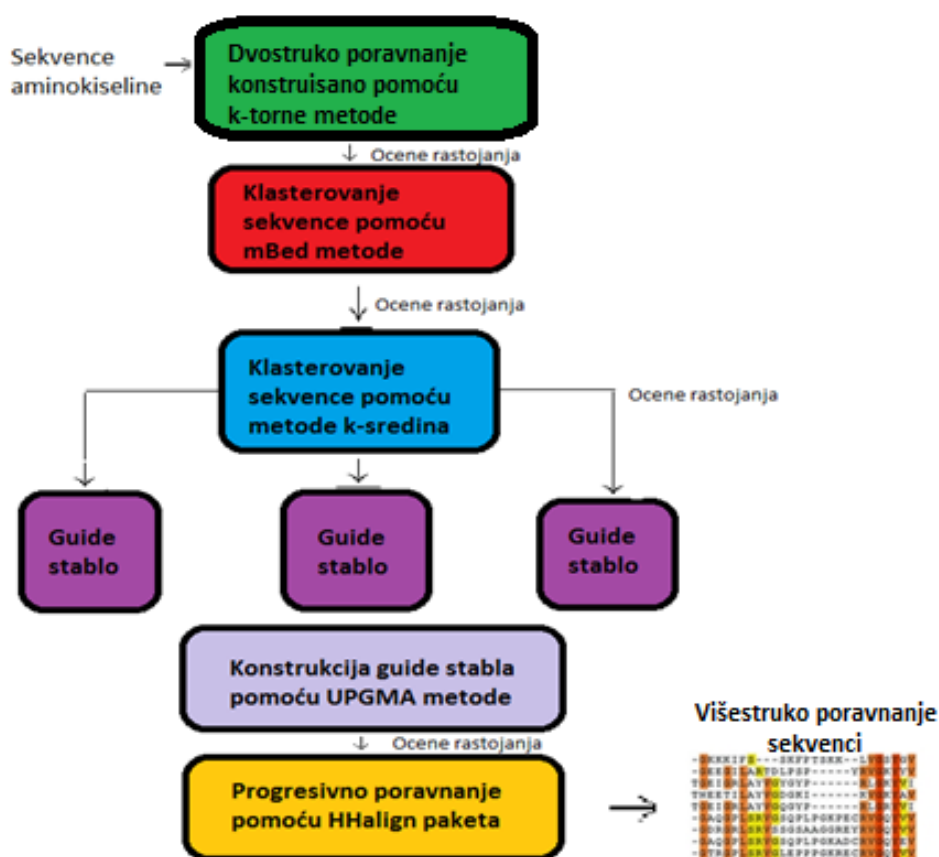 Sekvence
aminokiseline
Dvostruko poravnanje
konstruisano pomoću
k-torne metode
Ocene rastojanja
Klasterovanje
sekvence pomoću
mBed metode
Ocene rastojanja
Klasterovanje
sekvence pomoću
metode k-sredina
Ocene rastojanja
Guide
stablo
Guide
stablo
Guide
stablo
Konstrukcija guide stabla
pomoću UPGMA metode
Ocene rastojanja
Progresivno poravnanje
pomoću HHalign paketa
Višestruko poravnanje
sekvenci